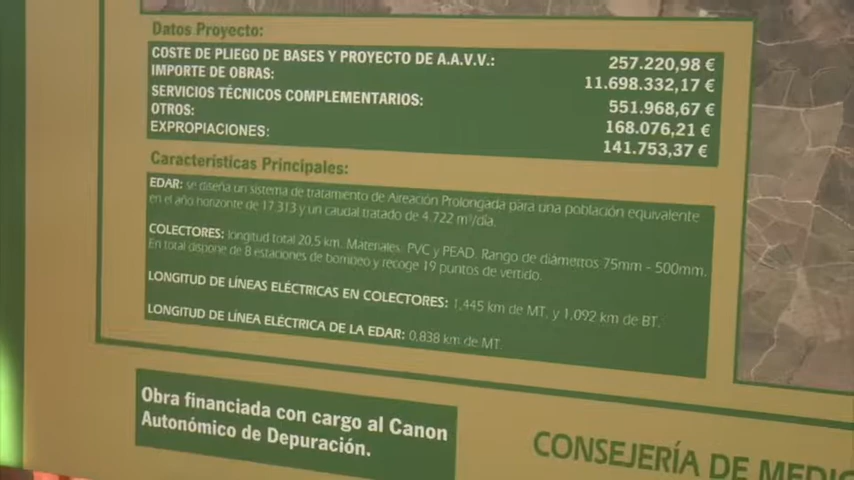 Datos Proyecto:
COSTE DE PLIEGO DE BASES Y PROYECTO DE A.A.V.V.: 257.220,98 €
IMPORTE DE OBRAS: 11.698.332,17 €
SERVICIOS TÉCNICOS COMPLEMENTARIOS: 551.968,67 €
OTROS: 168.076,21 €
EXPROPIACIONES: 141.753,37 €
Características Principales:
EDAR: se diseña un sistema de tratamiento de Aireación Prolongada para una población equivalente
en el año horizonte de 17.313 y un caudal tratado de 4.722 m³/día.
COLECTORES: longitud total 20.5 km. Materiales. PVC y PEAD. Rango de diámetros 75mm - 500mm.
En total dispone de 8 estaciones de bombeo y recoge 19 puntos de vertido.
LONGITUD DE LÍNEAS ELÉCTRICAS EN COLECTORES: 1,445 km de MT. y 1,092 km de BT.
LONGITUD DE LÍNEA ELÉCTRICA DE LA EDAR: 0,838 km de MT.
Obra financiada con cargo al Canon
Autonómico de Depuración.
CONSEJERÍA DE